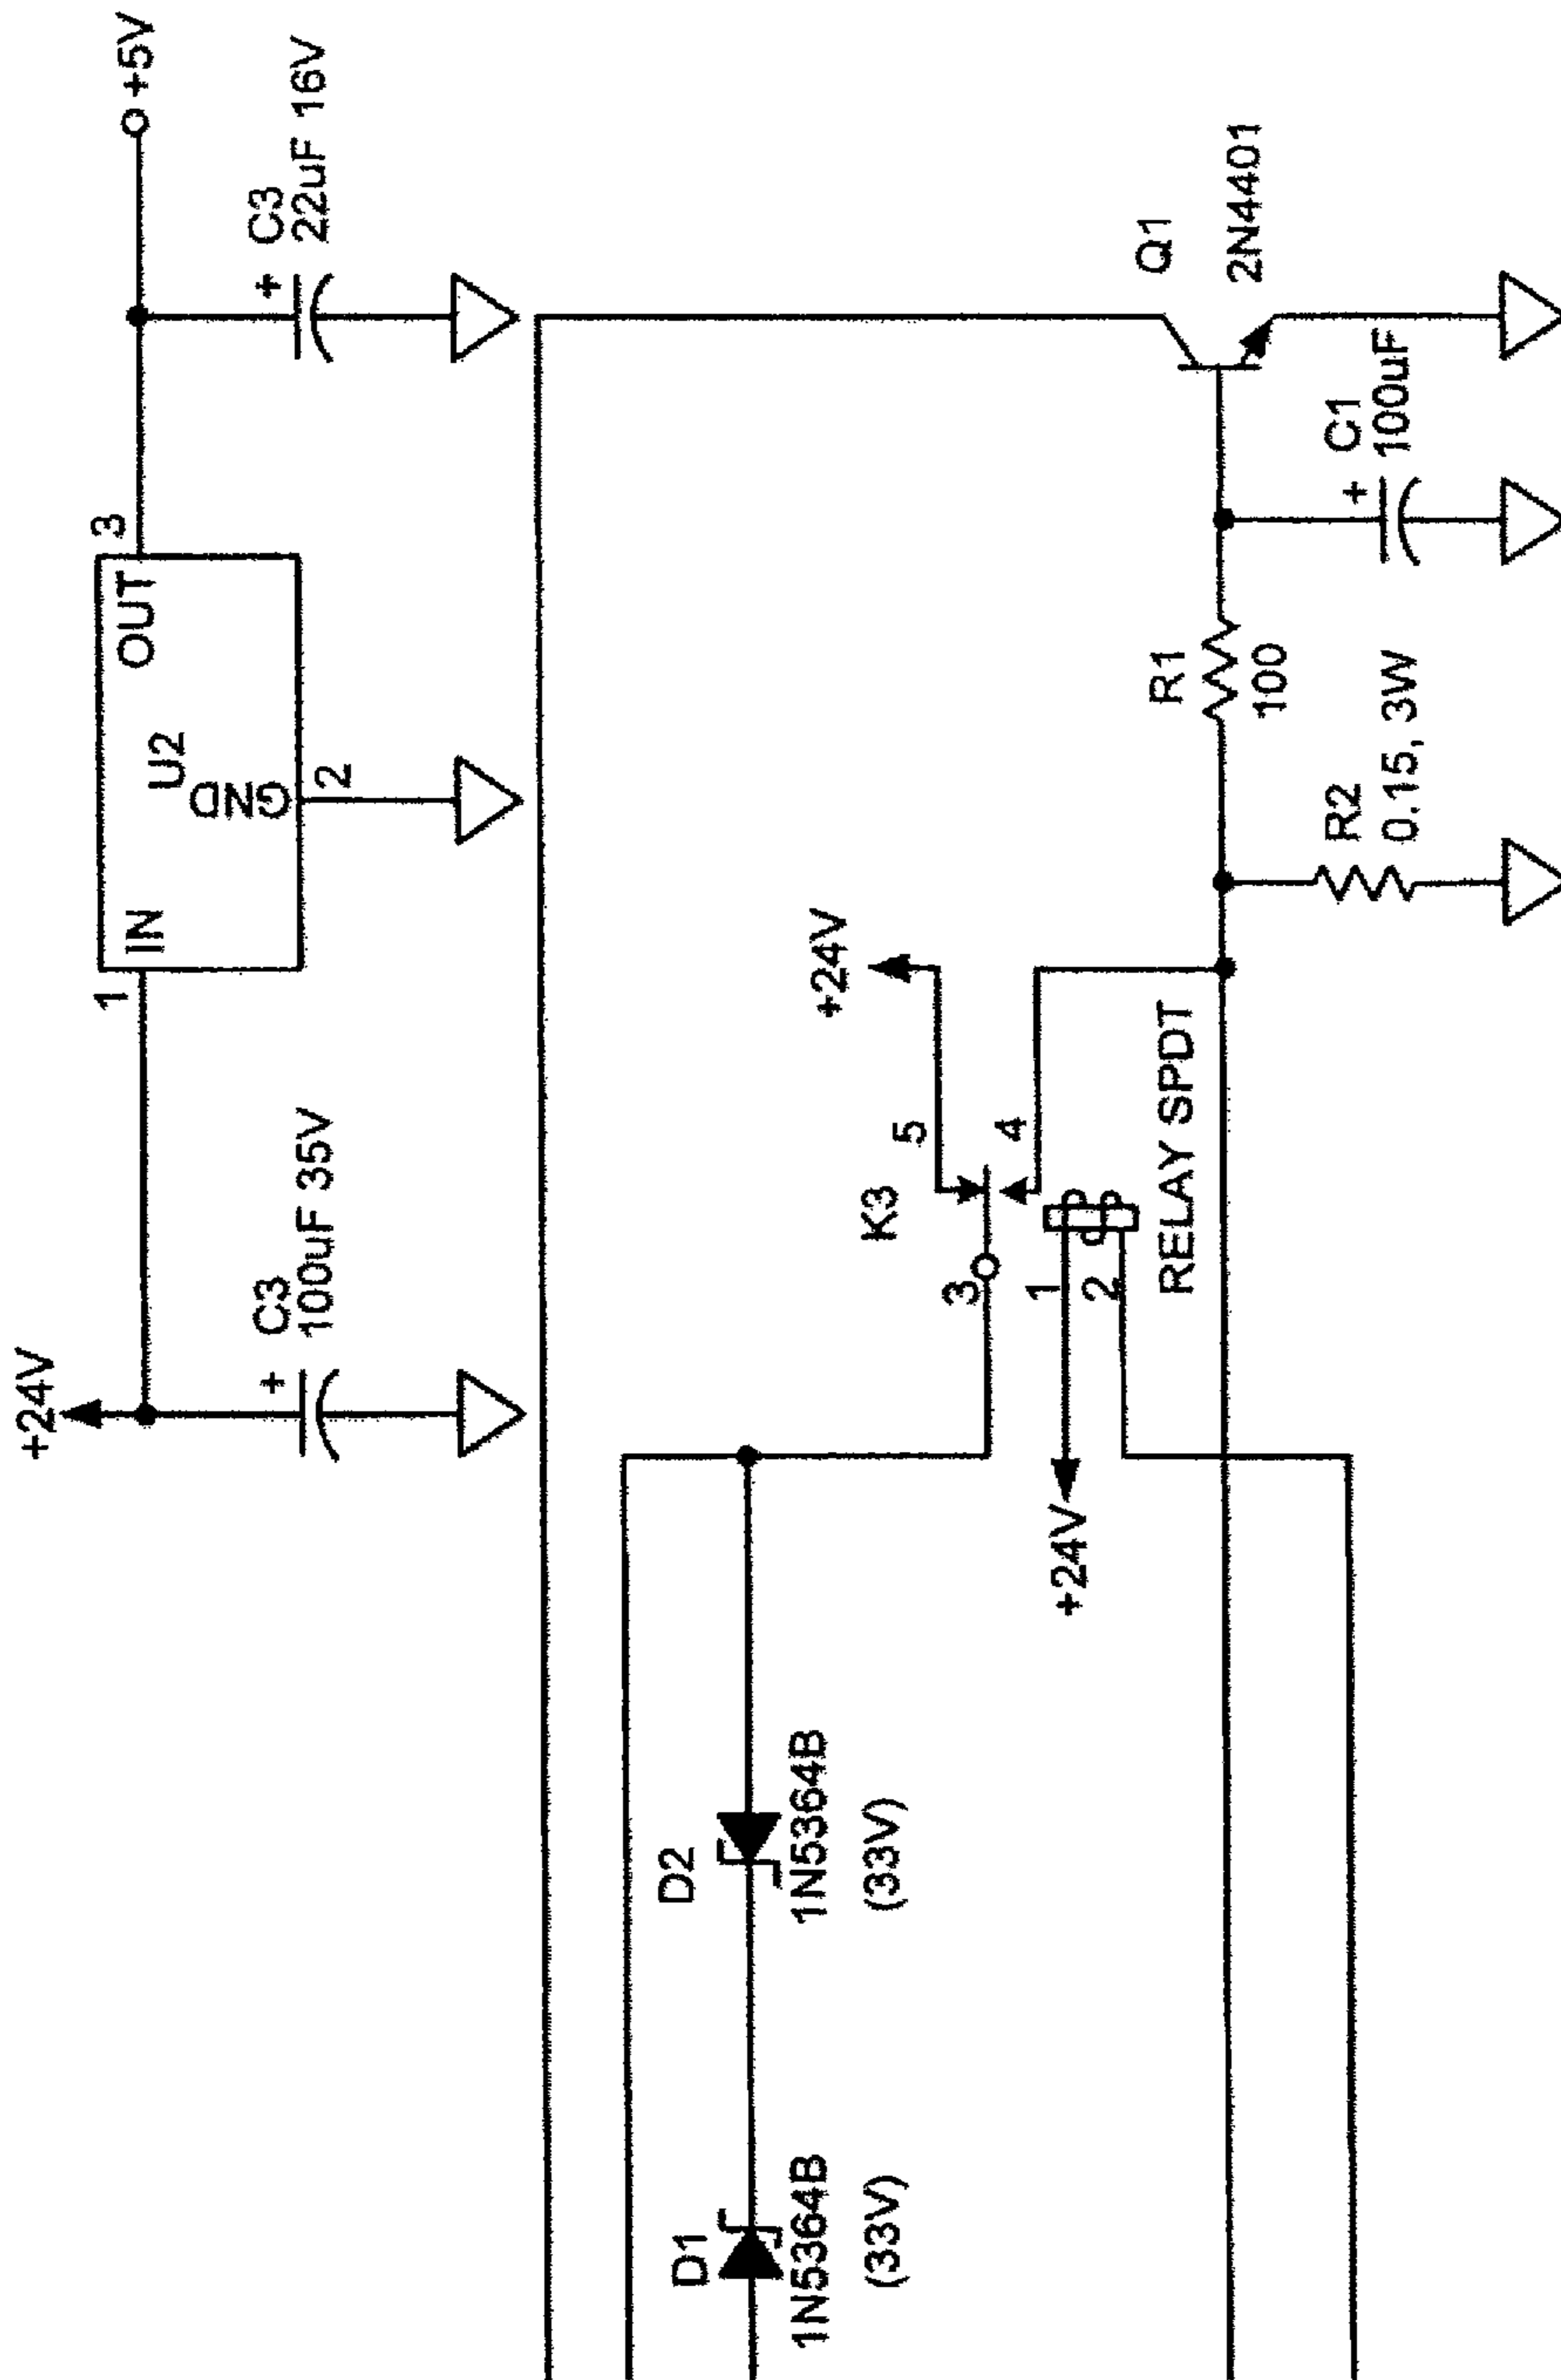 +24V
C3
100uF 35V
+
1
IN
U2
GND
2
OUT
3
+5V
C3
22uF 16V
+
D1
1N5364B
(33V)
D2
1N5364B
(33V)
K3
3
5
4
1
2
+24V
+24V
RELAY SPDT
R2
0.15, 3W
R1
100
C1
100uF
+
Q1
2N4401